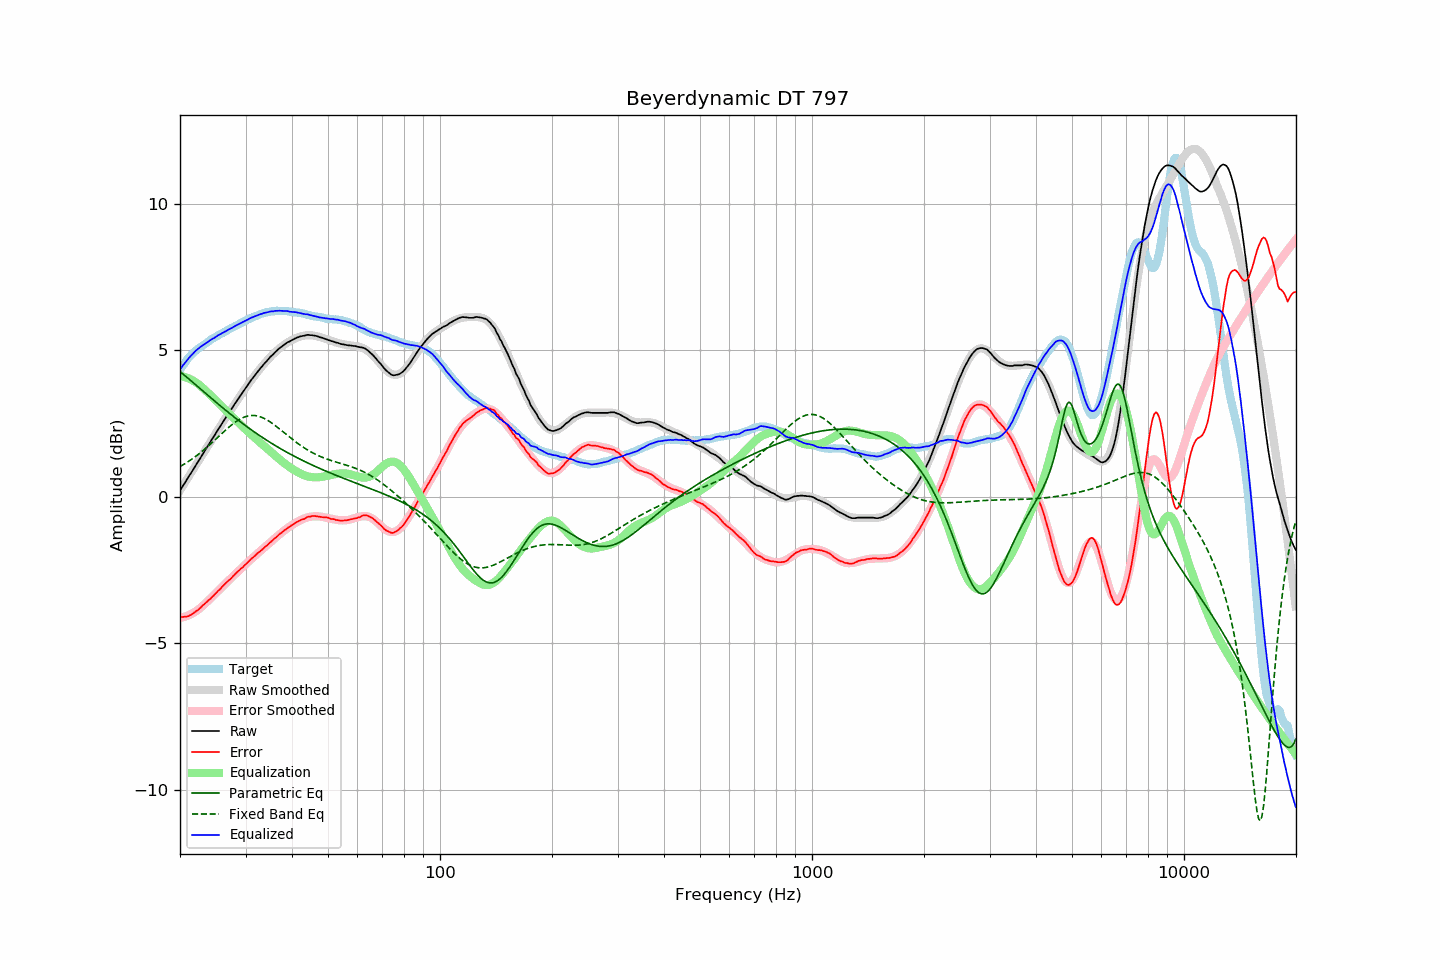 Beyerdynamic DT 797
Amplitude (dBr)
10
5
0
−5
−10
Target
Raw Smoothed
Error Smoothed
Raw
Error
Equalization
Parametric Eq
Fixed Band Eq
Equalized
100
1000
10000
Frequency (Hz)